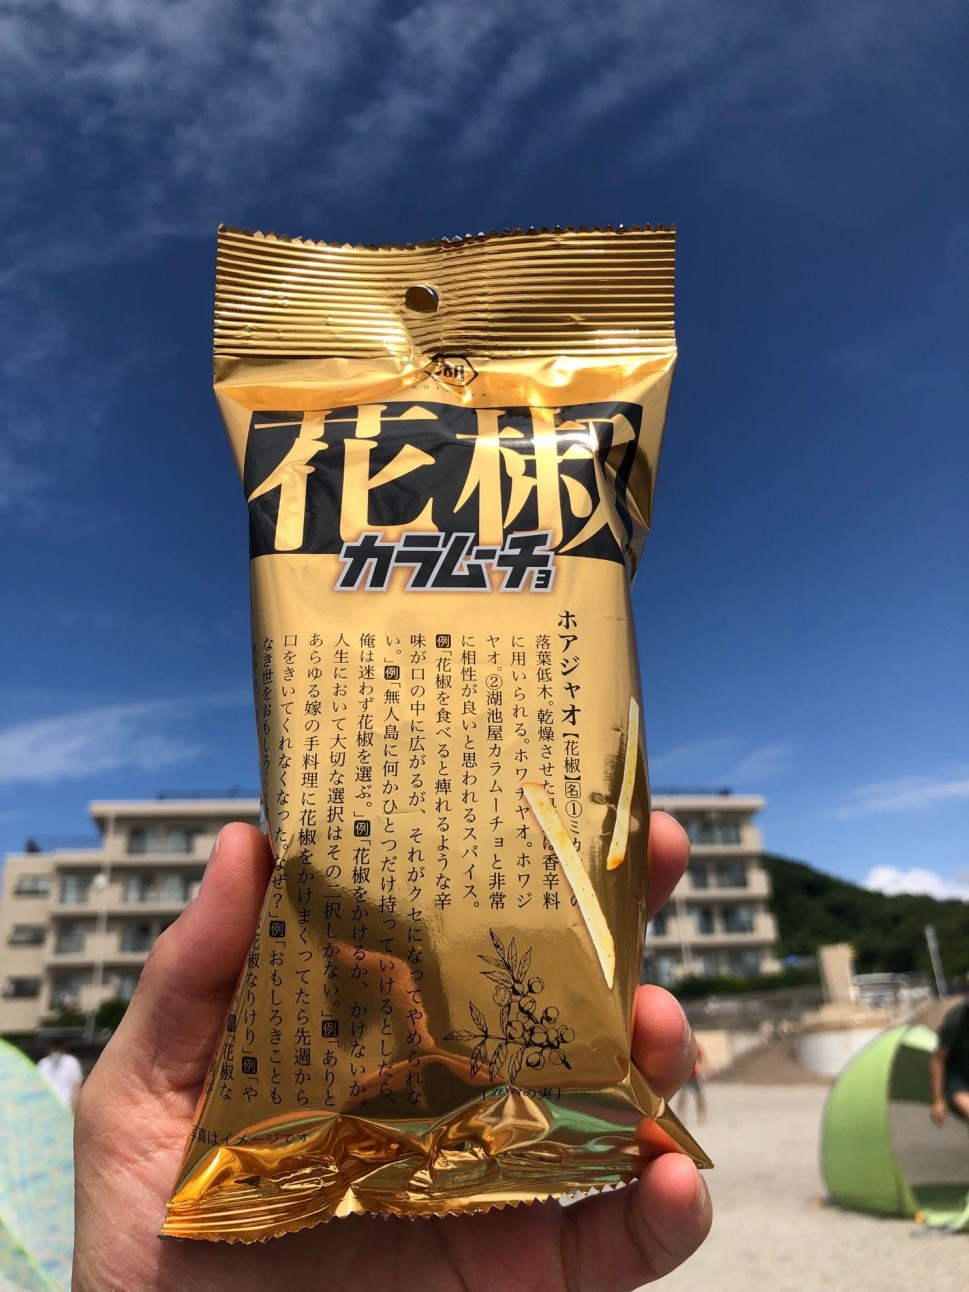 花椒
カラムーチョ
ホアジャオ【花椒】名①ミカ
落葉低木。乾燥させた は香辛料
に用いられる。ホワチャオ。ホワジ
ャオ。②湖池屋カラムーチョと非常
に相性が良いと思われるスパイス。
例「花椒を食べると痺れるような辛
味が口の中に広がるが、それがクセになってやめられな
い。」例「無人島に何かひとつだけ持っていけるとしたら、
俺は迷わず花椒を選ぶ。」例「花椒をかけるか、かけないか。
人生において大切な選択はその二択しかない。」例「ありと
あらゆる嫁の手料理に花椒をかけまくってたら先週から
口をきいてくれなくなった。なぜ?」例「おもしろきことも
なき世をおもしろく 花椒なりけり」例「や
例「花椒な
写真はイメージです